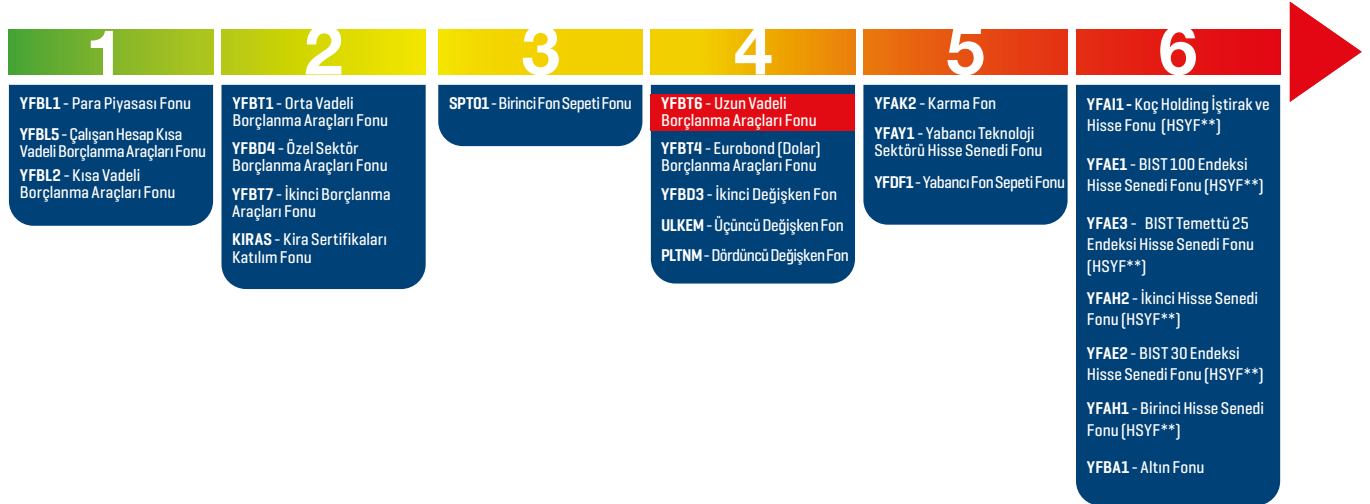 1
YFBL1 - Para Piyasası Fonu
YFBL5 - Çalışan Hesap Kısa
Vadeli Borçlanma Araçları Fonu
YFBL2 - Kısa Vadeli
Borçlanma Araçları Fonu
2
YFBT1 - Orta Vadeli
Borçlanma Araçları Fonu
YFBD4 - Özel Sektör
Borçlanma Araçları Fonu
YFBT7 - İkinci Borçlanma
Araçları Fonu
KIRAS - Kira Sertifikaları
Katılım Fonu
3
SPT01 - Birinci Fon Sepeti Fonu
4
YFBT6 - Uzun Vadeli
Borçlanma Araçları Fonu
YFBT4 - Eurobond (Dolar)
Borçlanma Araçları Fonu
YFBD3 - İkinci Değişken Fon
ULKEM - Üçüncü Değişken Fon
PLTNM - Dördüncü Değişken Fon
5
YFAK2 - Karma Fon
YFAY1 - Yabancı Teknoloji
Sektörü Hisse Senedi Fonu
YFDF1 - Yabancı Fon Sepeti Fonu
6
YFAI1 - Koç Holding İştirak ve
Hisse Fonu (HSYF**)
YFAE1 - BIST 100 Endeksi
Hisse Senedi Fonu (HSYF**)
YFAE3 - BIST Temettü 25
Endeksi Hisse Senedi Fonu
(HSYF**)
YFAH2 - İkinci Hisse Senedi
Fonu (HSYF**)
YFAE2 - BIST 30 Endeksi
Hisse Senedi Fonu (HSYF**)
YFAH1 - Birinci Hisse Senedi
Fonu (HSYF**)
YFBA1 - Altın Fonu